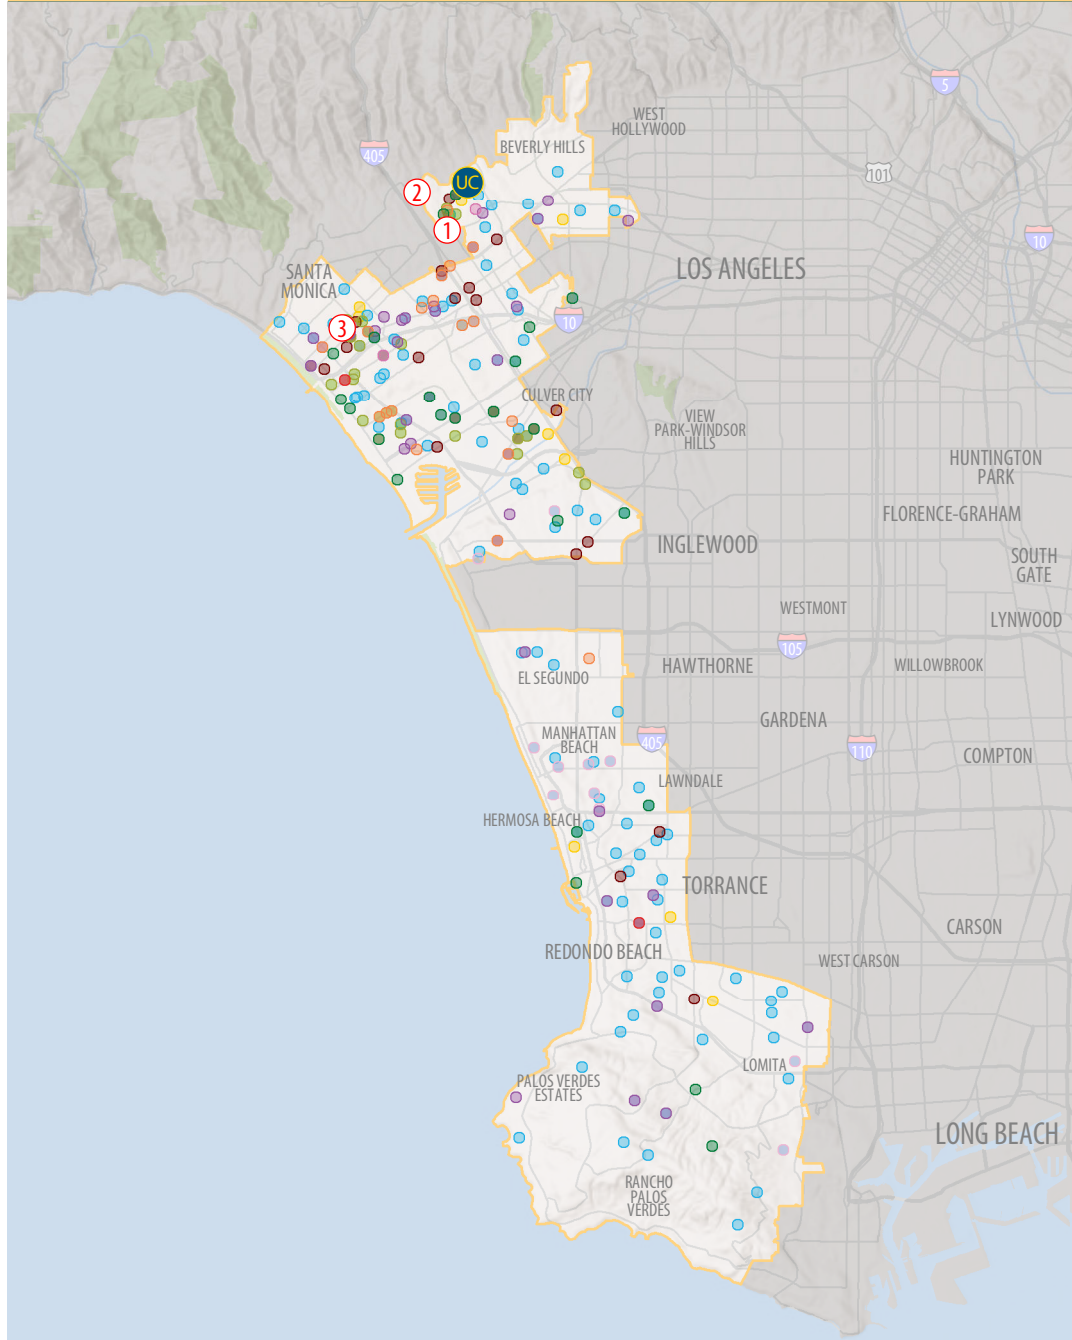 5
WEST
HOLLYWOOD
BEVERLY HILLS
405
101
UC
2
1
10
LOS ANGELES
SANTA
MONICA
10
3
CULVER CITY
VIEW
PARK-WINDSOR
HILLS
HUNTINGTON
PARK
FLORENCE-GRAHAM
INGLEWOOD
SOUTH
GATE
WESTMONT
LYNWOOD
105
HAWTHORNE
WILLOWBROOK
EL SEGUNDO
GARDENA
MANHATTAN
BEACH
405
110
COMPTON
LAWNDALE
HERMOSA BEACH
TORRANCE
CARSON
REDONDO BEACH
WEST CARSON
LOMITA
PALOS VERDES
ESTATES
LONG BEACH
RANCHO
PALOS
VERDES